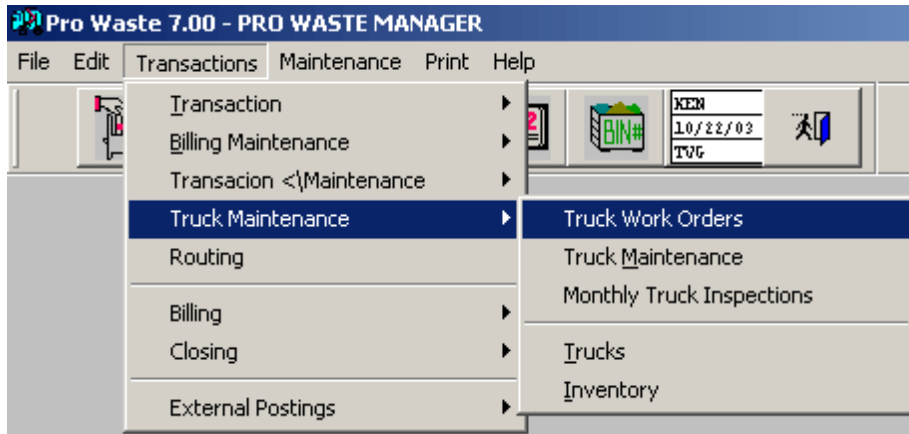 Pro Waste 7.00 - PRO WASTE MANAGER
File Edit Transactions Maintenance Print Help
Transaction
Billing Maintenance
Transacion <\Maintenance
Truck Maintenance
Routing
Billing
Closing
External Postings
2
BIN#
KEN
10/22/03
TVG
Truck Work Orders
Truck Maintenance
Monthly Truck Inspections
Trucks
Inventory